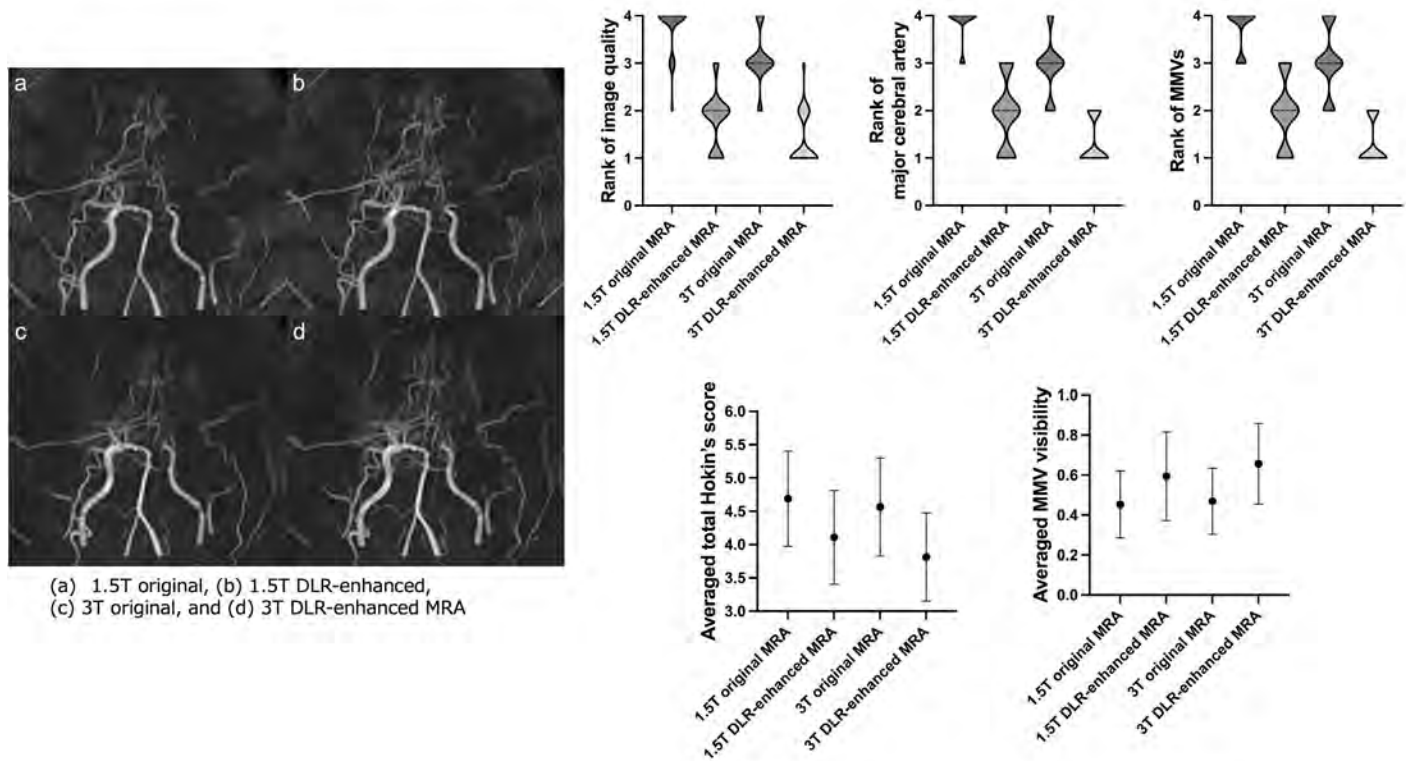 a
b
c
d
(a) 1.5T original, (b) 1.5T DLR-enhanced,
(c) 3T original, and (d) 3T DLR-enhanced MRA
Rank of image quality
4
3
2
1
0
1.5T original MRA
1.5T DLR-enhanced MRA
3T original MRA
3T DLR-enhanced MRA
Rank of
major cerebral artery
4
3
2
1
0
1.5T original MRA
1.5T DLR-enhanced MRA
3T original MRA
3T DLR-enhanced MRA
Rank of MMVs
4
3
2
1
0
1.5T original MRA
1.5T DLR-enhanced MRA
3T original MRA
3T DLR-enhanced MRA
Averaged total Hokin's score
6.0
5.5
5.0
4.5
4.0
3.5
3.0
1.5T original MRA
1.5T DLR-enhanced MRA
3T original MRA
3T DLR-enhanced MRA
Averaged MMV visibility
1.0
0.8
0.6
0.4
0.2
0.0
1.5T original MRA
1.5T DLR-enhanced MRA
3T original MRA
3T DLR-enhanced MRA